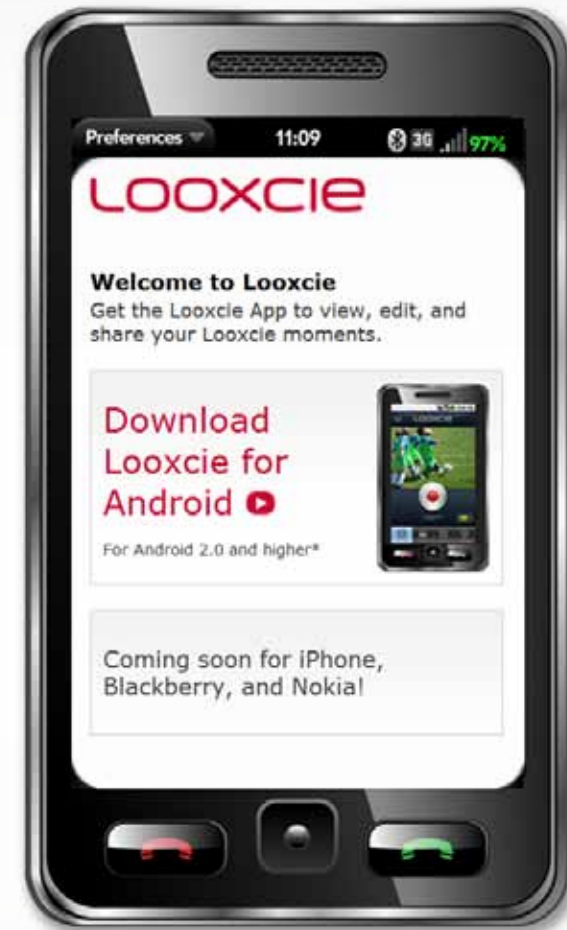 Preferences
11:09
3G
97%
LOOXCIE
Welcome to Looxcie
Get the Looxcie App to view, edit, and
share your Looxcie moments.
Download
Looxcie for
Android
For Android 2.0 and higher*
LOOXCIE
Coming soon for iPhone,
Blackberry, and Nokia!